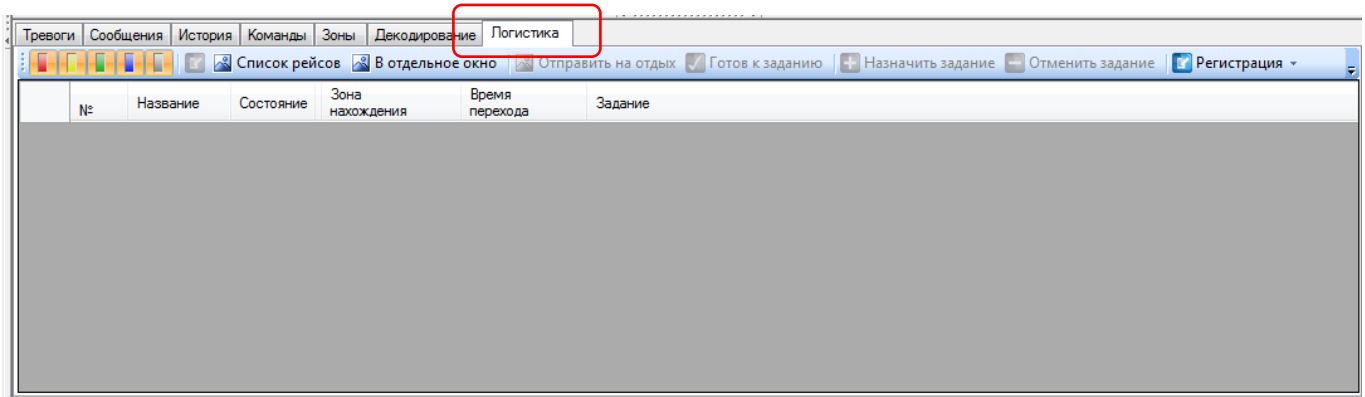 Тревоги Сообщения История Команды Зоны Декодирование Логистика
Список рейсов В отдельное окно Отправить на отдых Готов к заданию Назначить задание Отменить задание Регистрация
№ Название Состояние Зона нахождения Время перехода Задание